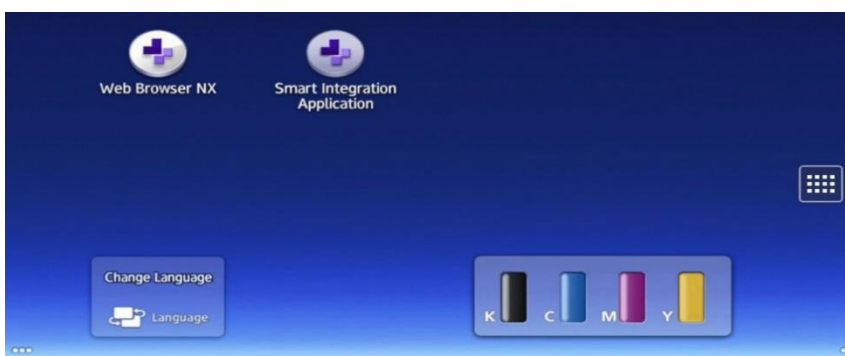 Web Browser NX
Smart Integration
Application
Change Language
Language
K C M Y